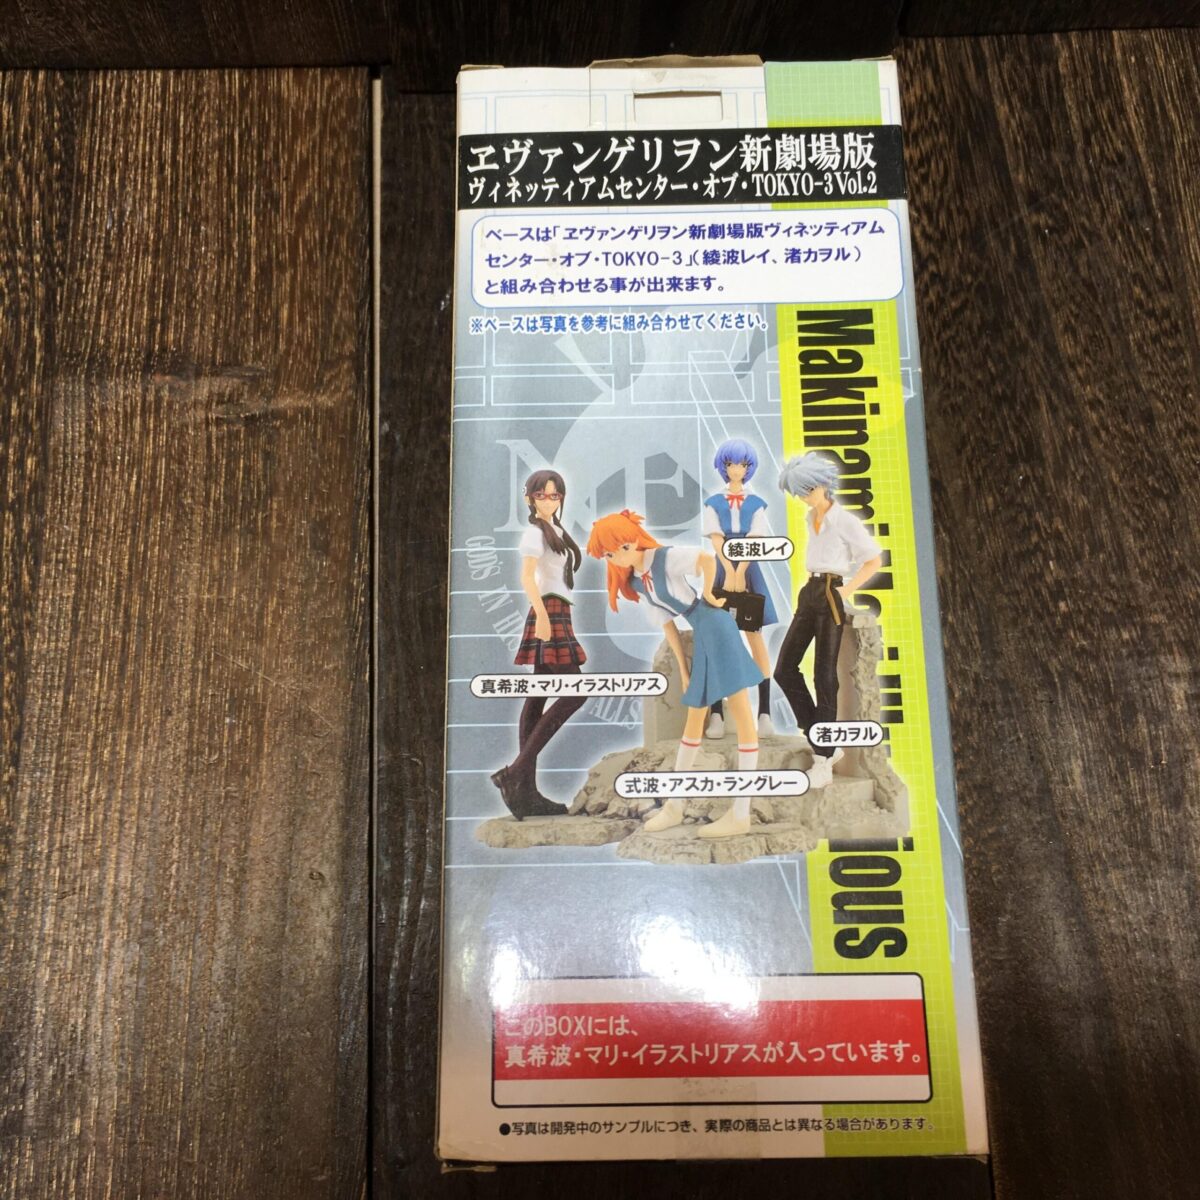 ヱヴァンゲリヲン新劇場版
ヴィネッティアムセンター・オブ・TOKYO-3 Vol.2
ベースは「ヱヴァンゲリヲン新劇場版ヴィネッティアム
センター・オブ・TOKYO-3」(綾波レイ、渚カヲル)
と組み合わせる事が出来ます。
※ベースは写真を参考に組み合わせてください。
Makinami
GOD'S IN
綾波レイ
真希波・マリ・イラストリアス
渚カヲル
式波・アスカ・ラングレー
このBOXには、
真希波・マリ・イラストリアスが入っています。
●写真は開発中のサンプルにつき、実際の商品とは異なる場合があります。